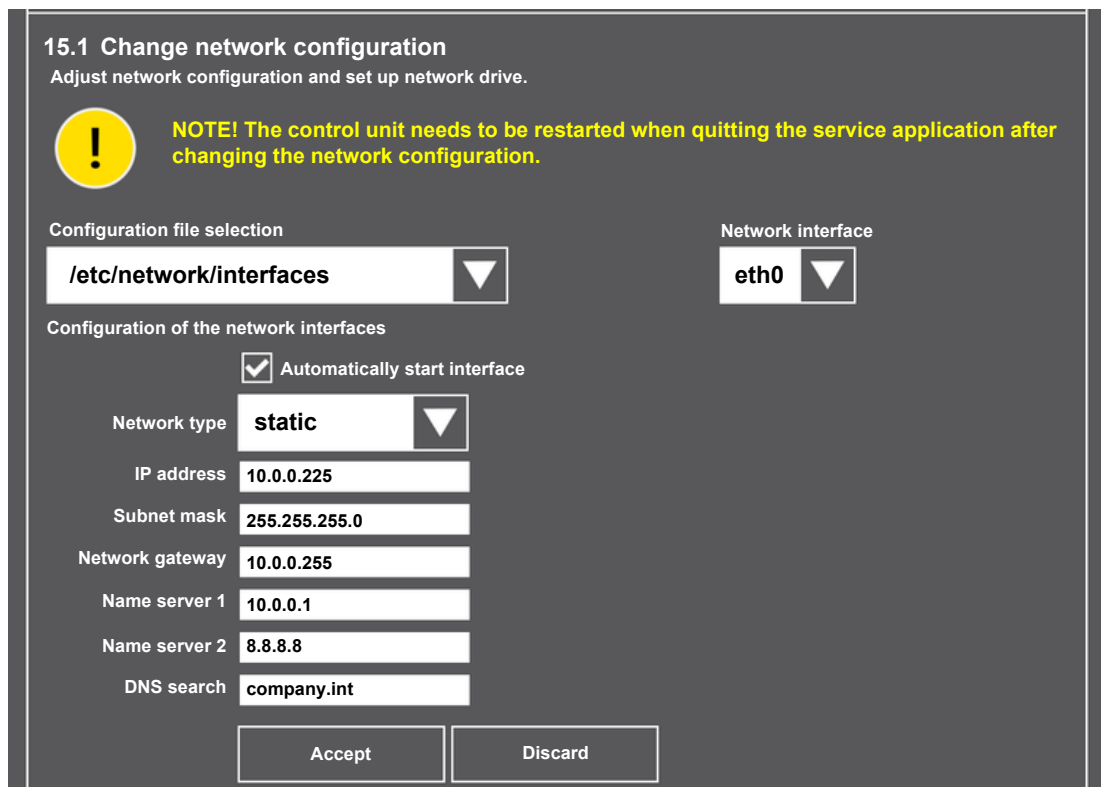 15.1 Change network configuration
Adjust network configuration and set up network drive.
!
NOTE! The control unit needs to be restarted when quitting the service application after
changing the network configuration.
Configuration file selection
Network interface
/etc/network/interfaces
eth0
Configuration of the network interfaces
Automatically start interface
Network type static
IP address 10.0.0.225
Subnet mask 255.255.255.0
Network gateway 10.0.0.255
Name server 1 10.0.0.1
Name server 2 8.8.8.8
DNS search company.int
Accept Discard